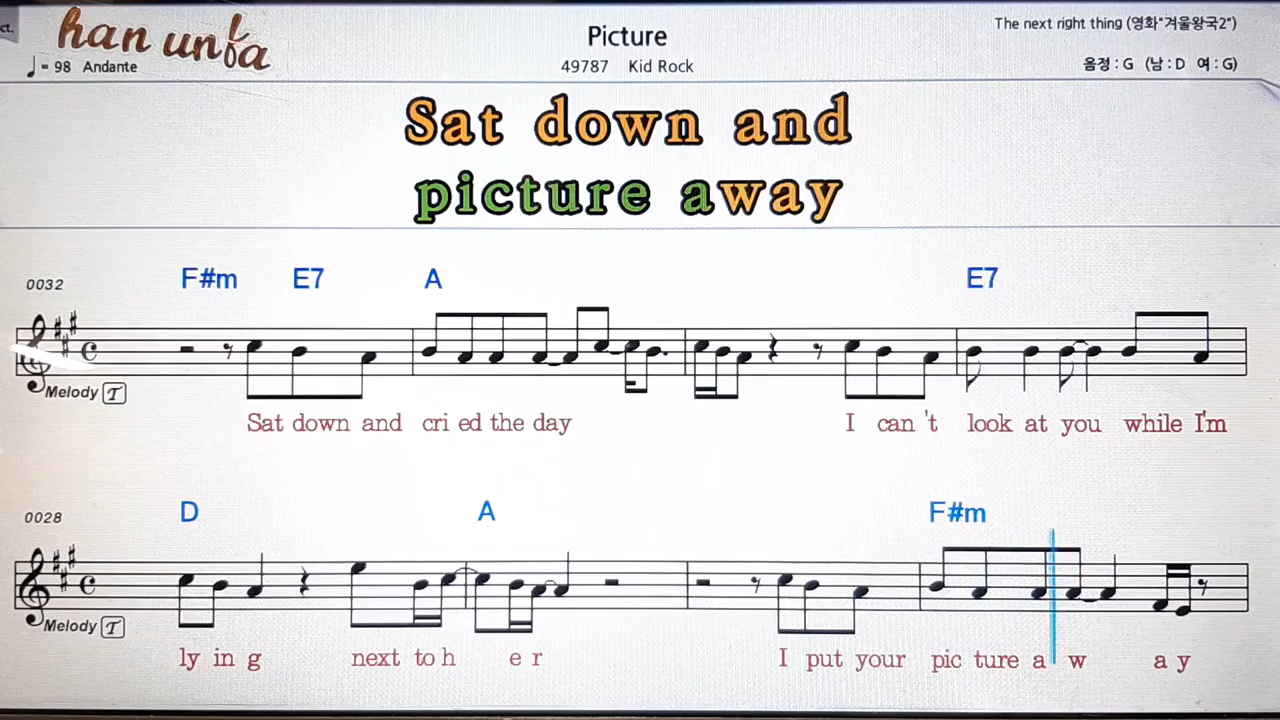 ct.
han unba
Picture
The next right thing (영화"겨울왕국2")
♩= 98 Andante
49787 Kid Rock
음정 : G (남 : D 여 : G)
Sat down and
picture away
0032
F#m E7 A E7
Melody T
Sat down and cri ed the day I can 't look at you while I'm
0028
D A F#m
Melody T
ly in g next to h e r I put your pic ture a w a y